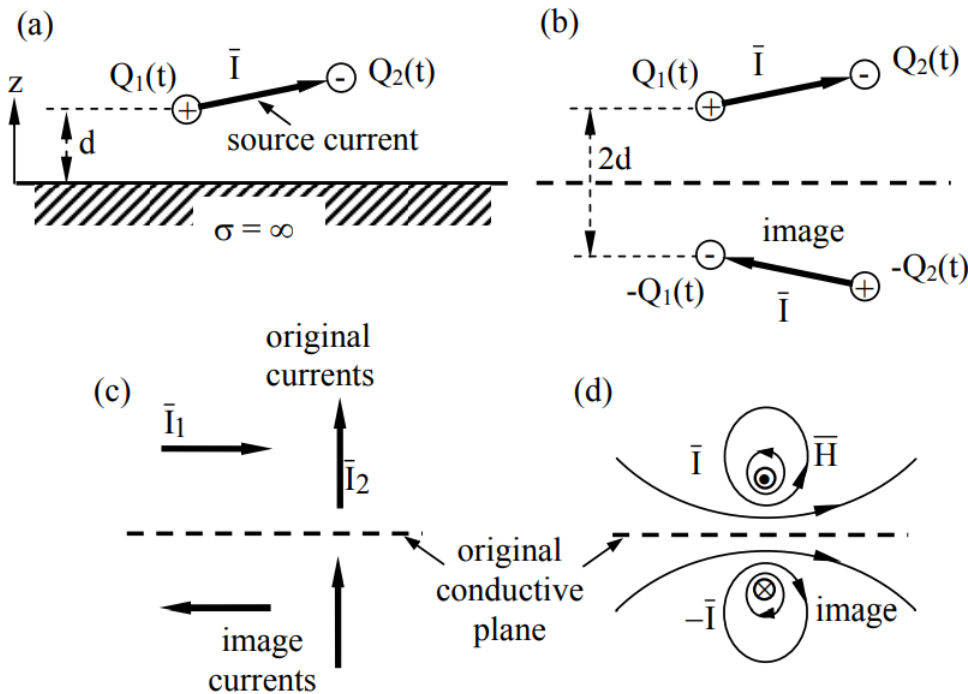 (a)
Q₁(t)
Ī
Q₂(t)
+
-
z
d
source current
σ = ∞
(b)
Q₁(t)
Ī
Q₂(t)
+
-
2d
image
-
+
-Q₁(t)
Ī
-Q₂(t)
(c)
original
currents
Ī₁
Ī₂
image
currents
original
conductive
plane
(d)
Ī
H̅
–Ī
image